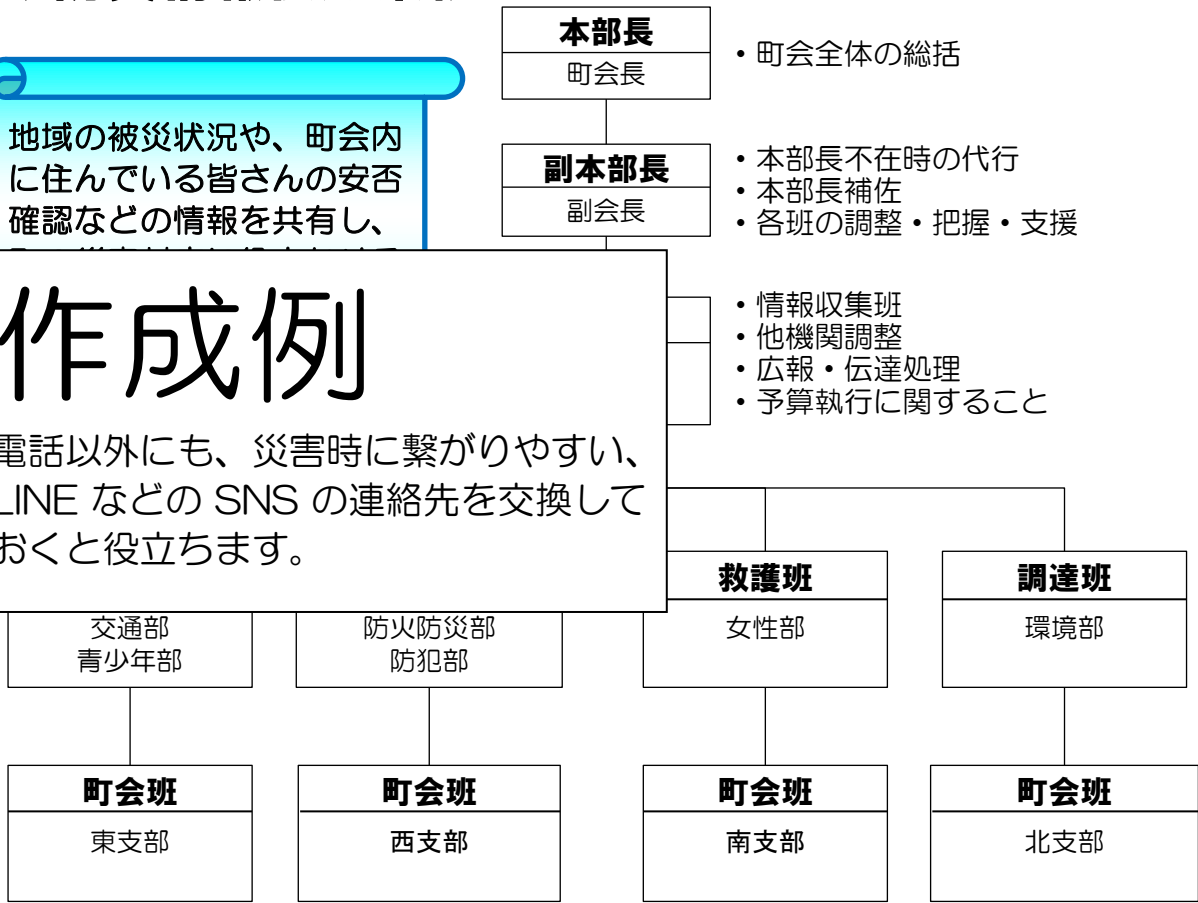 本部長
町会長
・町会全体の総括
地域の被災状況や、町会内
に住んでいる皆さんの安否
確認などの情報を共有し、
副本部長
副会長
・本部長不在時の代行
・本部長補佐
・各班の調整・把握・支援
作成例
電話以外にも、災害時に繋がりやすい、
LINE などの SNS の連絡先を交換して
おくと役立ちます。
・情報収集班
・他機関調整
・広報・伝達処理
・予算執行に関すること
交通部
青少年部
防火防災部
防犯部
救護班
女性部
調達班
環境部
町会班
東支部
町会班
西支部
町会班
南支部
町会班
北支部